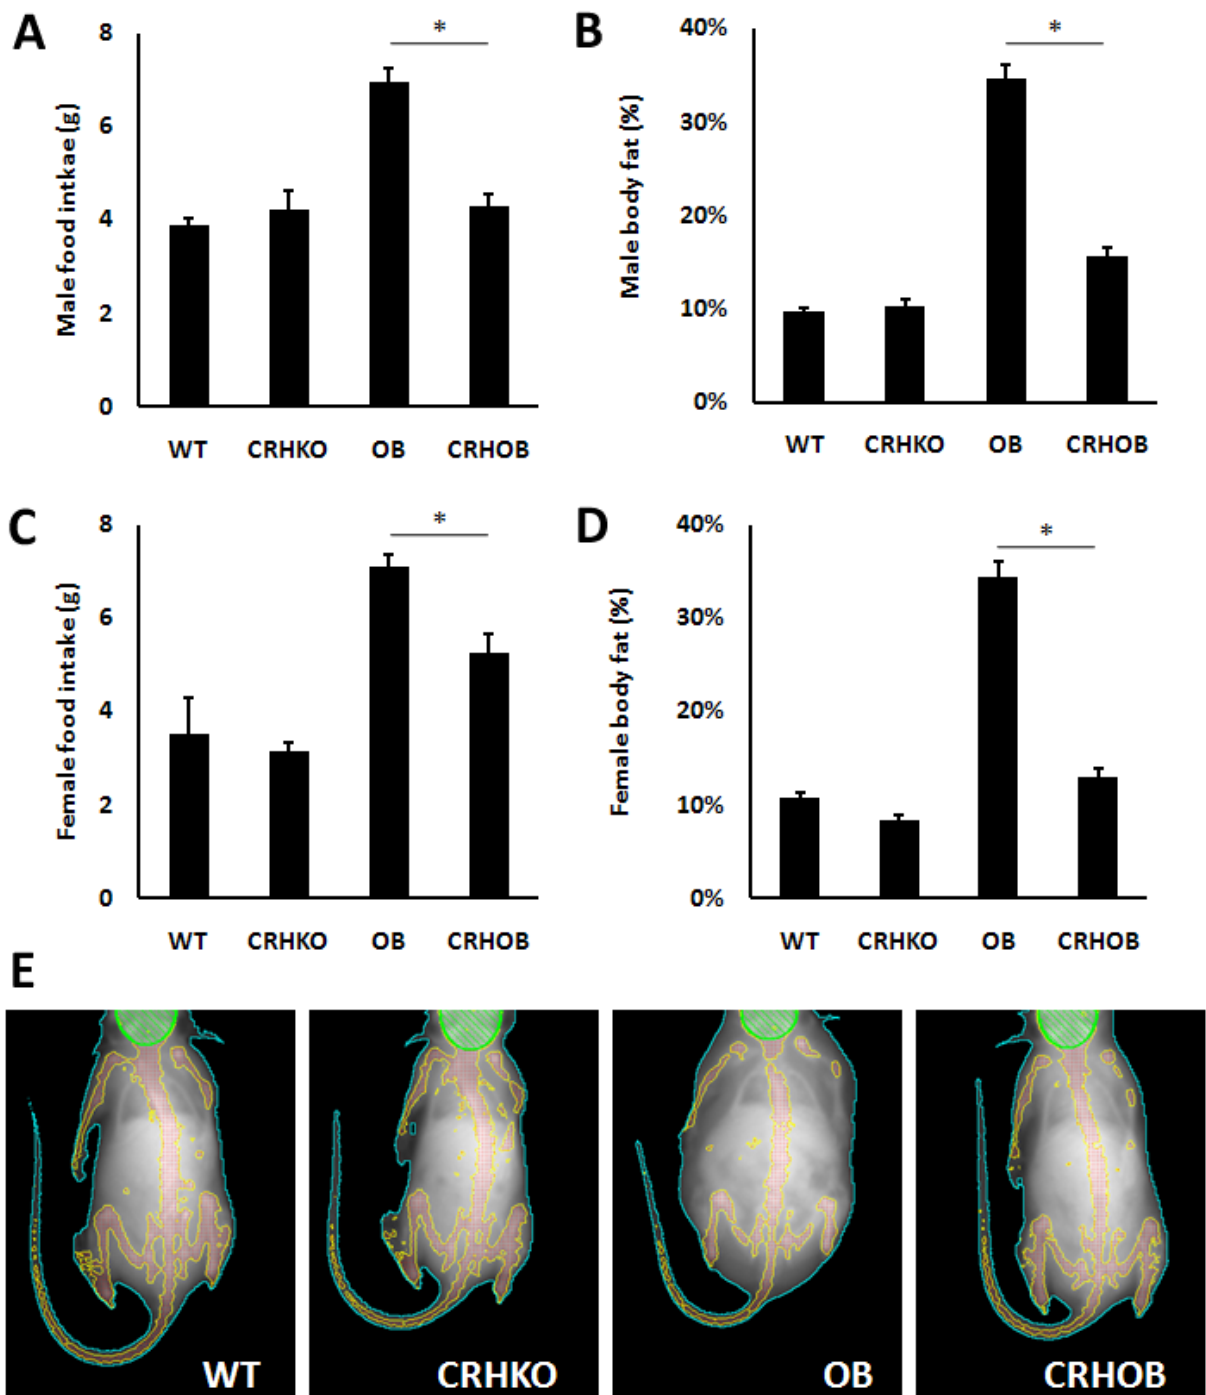 A
8
6
4
2
0
Male food intkae (g)
*
WT CRHKO OB CRHOB
B
40%
30%
20%
10%
0%
Male body fat (%)
*
WT CRHKO OB CRHOB
C
8
6
4
2
0
Female food intake (g)
*
WT CRHKO OB CRHOB
D
40%
30%
20%
10%
0%
Female body fat (%)
*
WT CRHKO OB CRHOB
E
WT CRHKO OB CRHOB